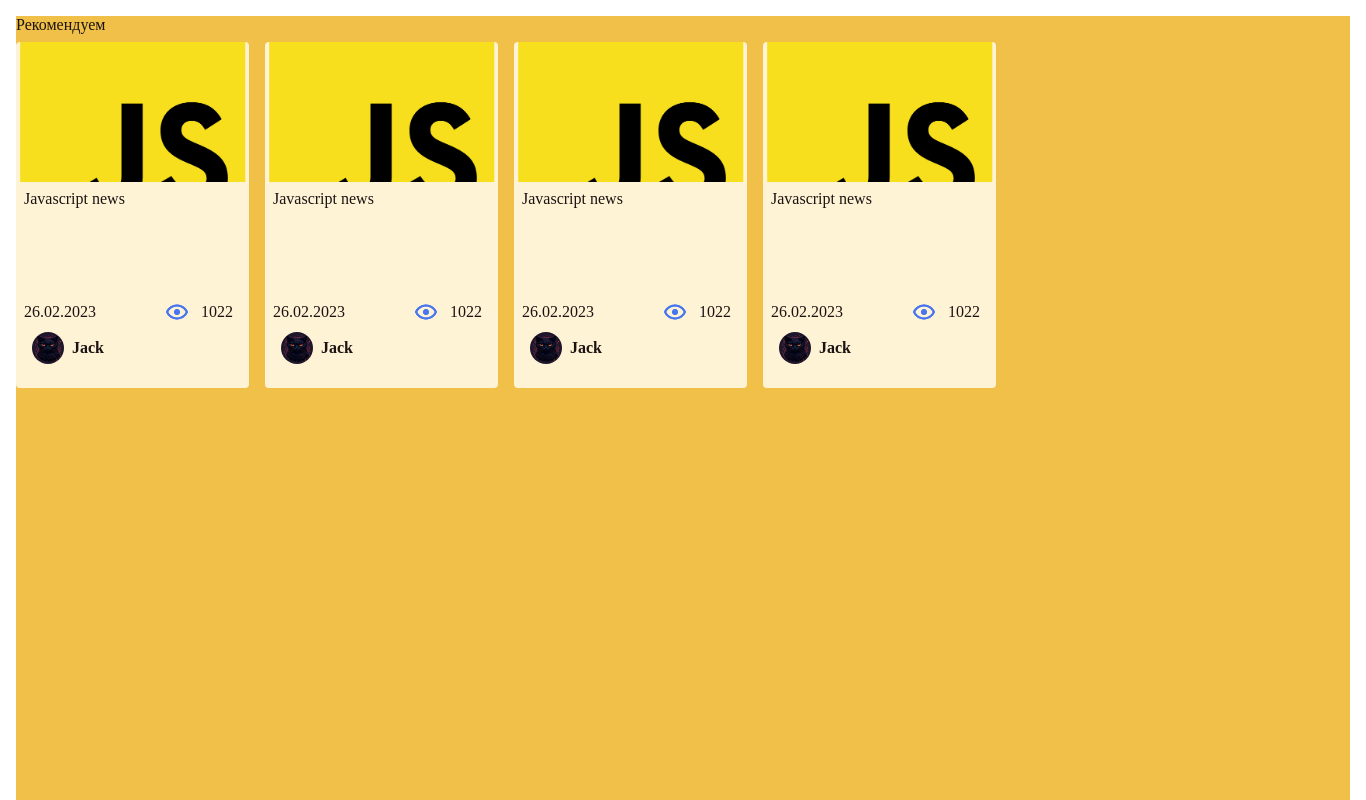 Рекомендуем
JS JS JS JS
Javascript news Javascript news Javascript news Javascript news
26.02.2023 1022 26.02.2023 1022 26.02.2023 1022 26.02.2023 1022
Jack Jack Jack Jack